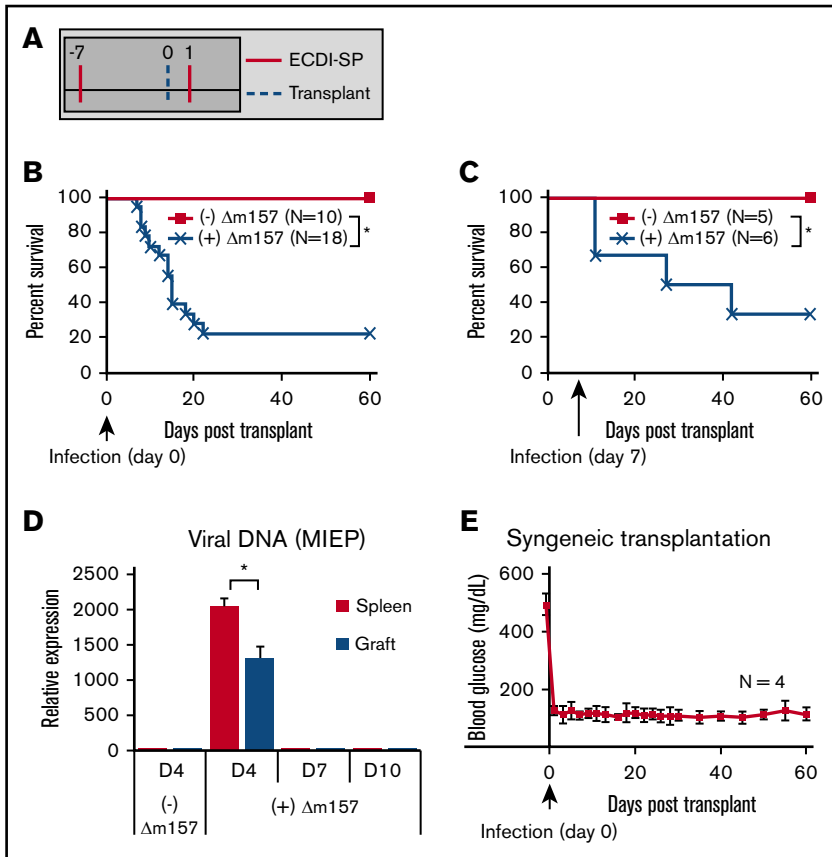 A
-7 0 1
ECDI-SP
Transplant
B
Percent survival
100
80
60
40
20
0
(-) Δm157 (N=10)
(+) Δm157 (N=18)
*
0 20 40 60
Days post transplant
Infection (day 0)
C
Percent survival
100
80
60
40
20
0
(-) Δm157 (N=5)
(+) Δm157 (N=6)
*
0 20 40 60
Days post transplant
Infection (day 7)
D
Viral DNA (MIEP)
Relative expression
2500
2000
1500
1000
500
0
*
Spleen
Graft
D4 D4 D7 D10
(-)
Δm157
(+) Δm157
E
Syngeneic transplantation
Blood glucose (mg/dL)
600
400
200
N = 4
0 20 40 60
Days post transplant
Infection (day 0)